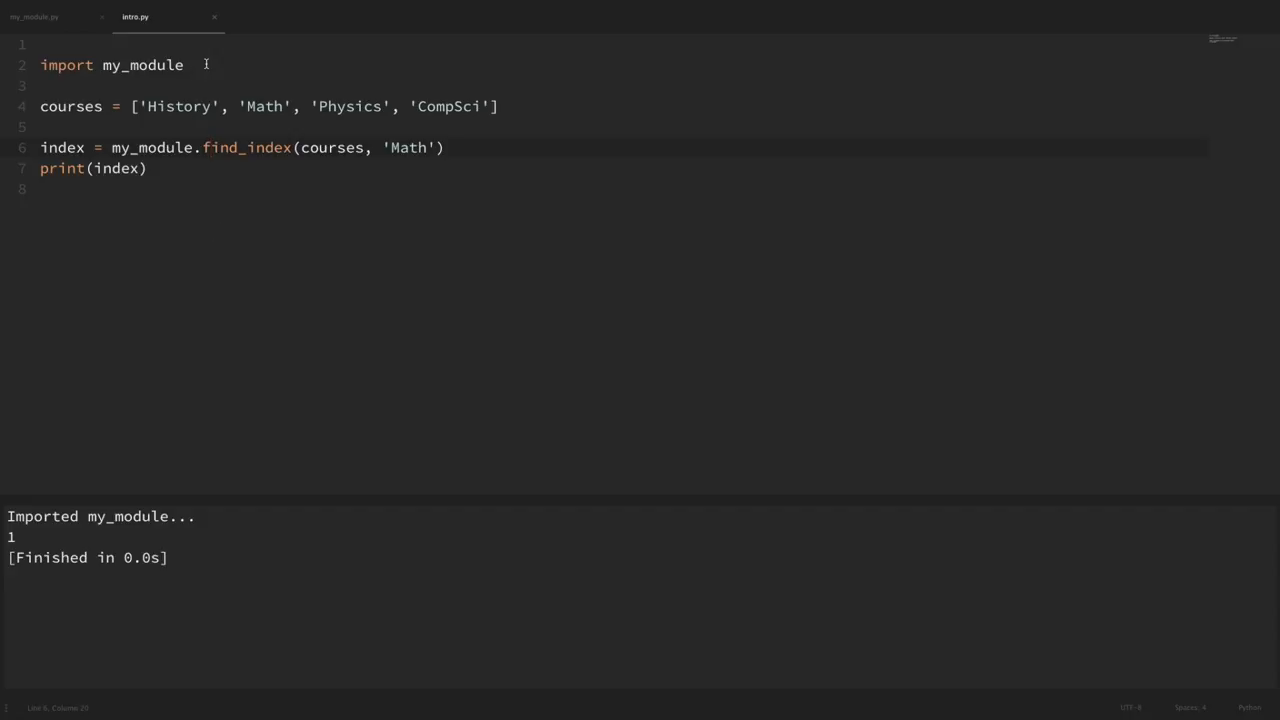 my_module.py
intro.py
1
2 import my_module
3
4 courses = ['History', 'Math', 'Physics', 'CompSci']
5
6 index = my_module.find_index(courses, 'Math')
7 print(index)
8
Imported my_module...
1
[Finished in 0.0s]
Line 6, Column 20
UTF-8
Spaces: 4
Python